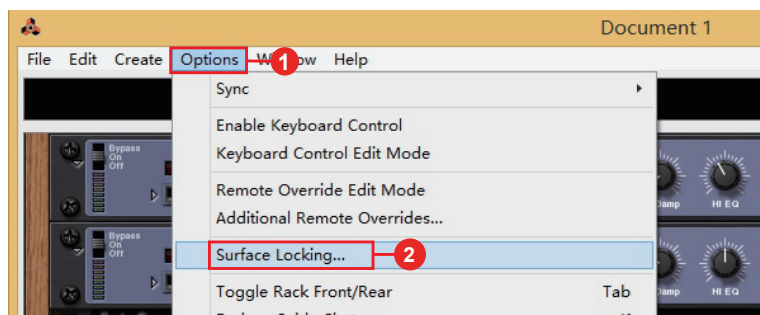 Document 1
File Edit Create Options W ow Help
1
Sync
Enable Keyboard Control
Keyboard Control Edit Mode
Remote Override Edit Mode
Additional Remote Overrides...
Surface Locking...
2
Toggle Rack Front/Rear Tab
Bypass
On
Off
Damp HI EQ
Bypass
On
Off
Damp HI EQ